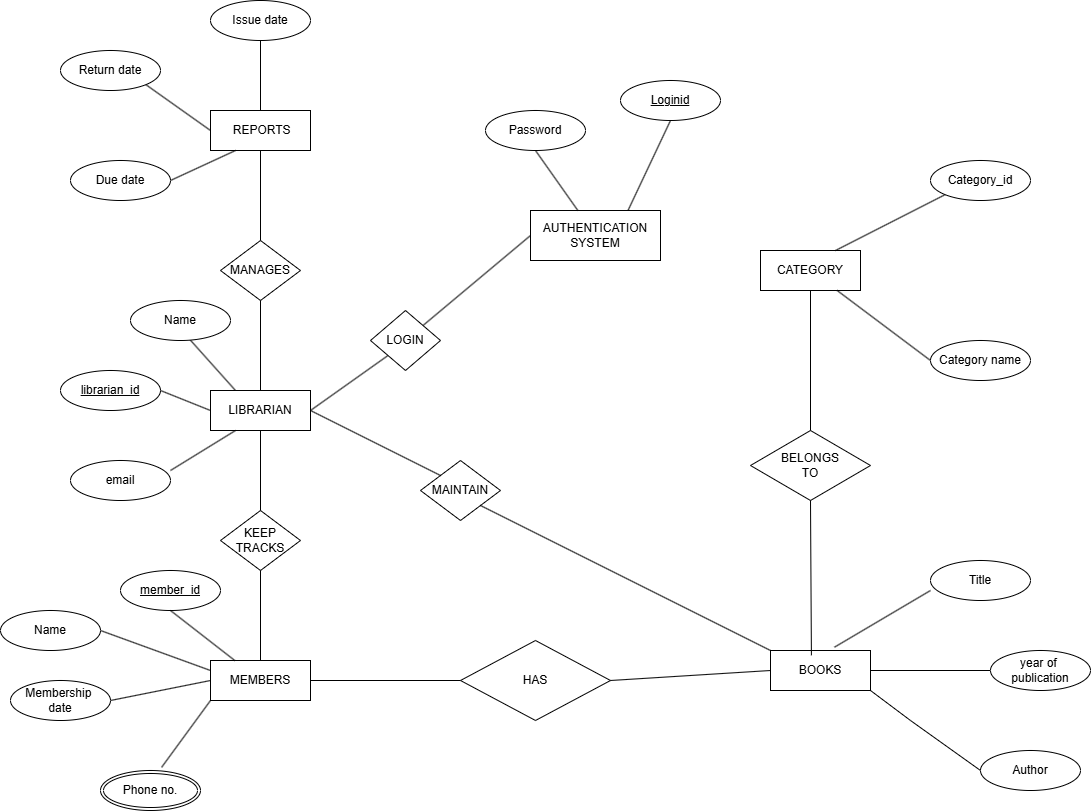 Issue date
Return date
REPORTS
Due date
Password
Loginid
AUTHENTICATION
SYSTEM
Category_id
CATEGORY
Category name
MANAGES
Name
LOGIN
librarian_id
LIBRARIAN
email
MAINTAIN
BELONGS
TO
KEEP
TRACKS
member_id
Name
Membership
date
MEMBERS
Phone no.
HAS
Title
BOOKS
year of
publication
Author